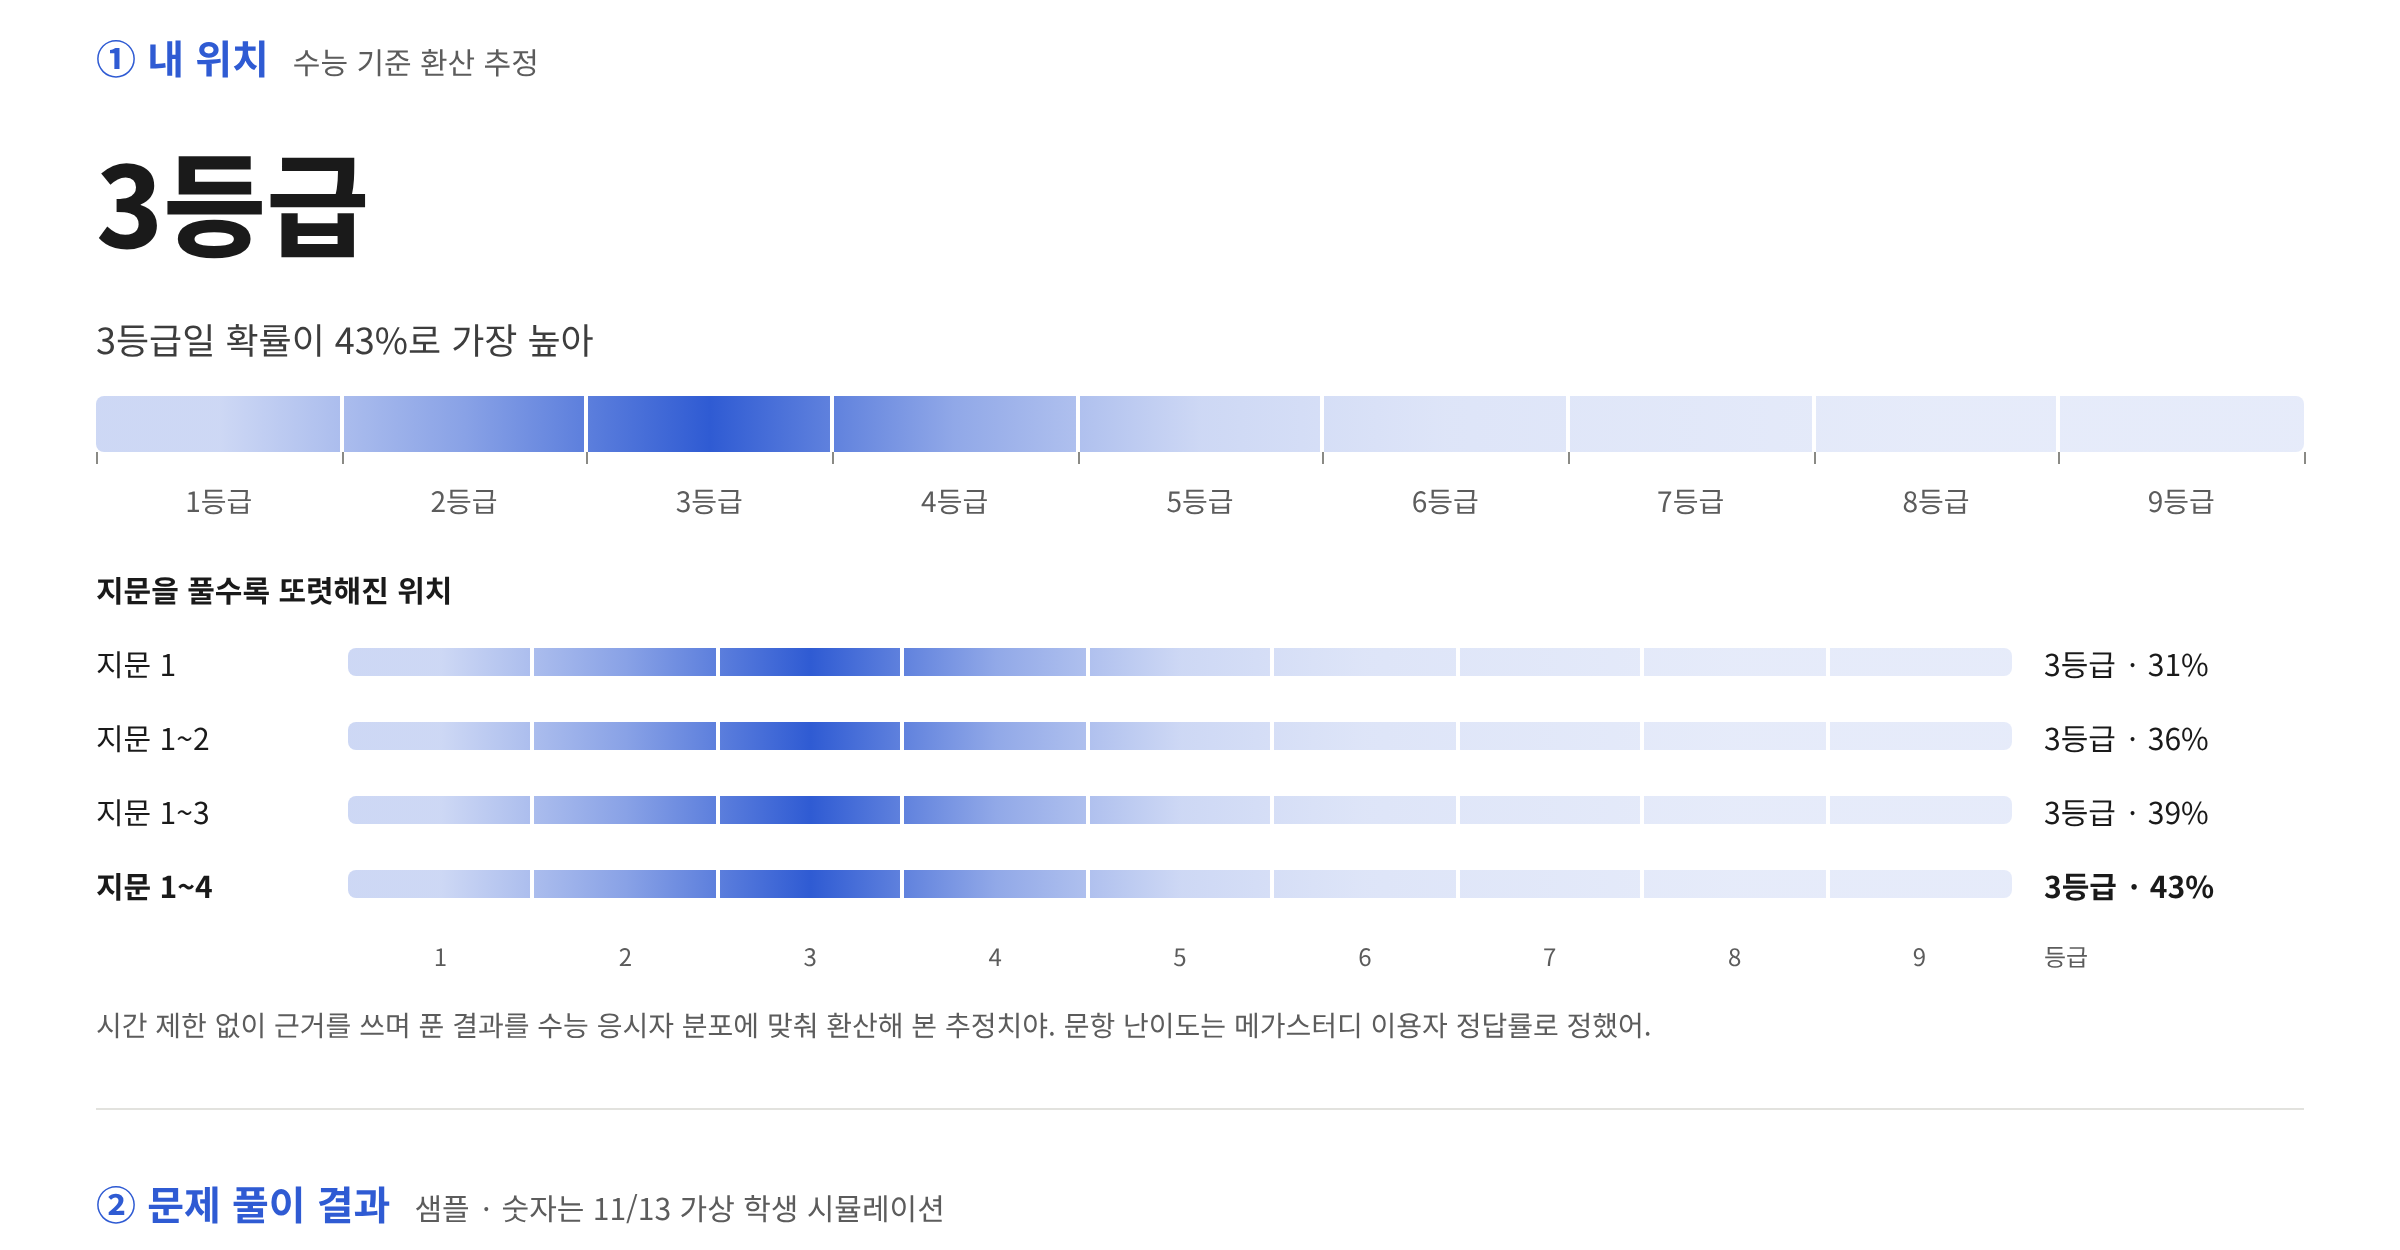 ① 내 위치 수능 기준 환산 추정
3등급
3등급일 확률이 43%로 가장 높아
1등급 2등급 3등급 4등급 5등급 6등급 7등급 8등급 9등급
지문을 풀수록 또렷해진 위치
지문 1 3등급 · 31%
지문 1~2 3등급 · 36%
지문 1~3 3등급 · 39%
지문 1~4 3등급 · 43%
1 2 3 4 5 6 7 8 9 등급
시간 제한 없이 근거를 쓰며 푼 결과를 수능 응시자 분포에 맞춰 환산해 본 추정치야. 문항 난이도는 메가스터디 이용자 정답률로 정했어.
② 문제 풀이 결과 샘플 · 숫자는 11/13 가상 학생 시뮬레이션